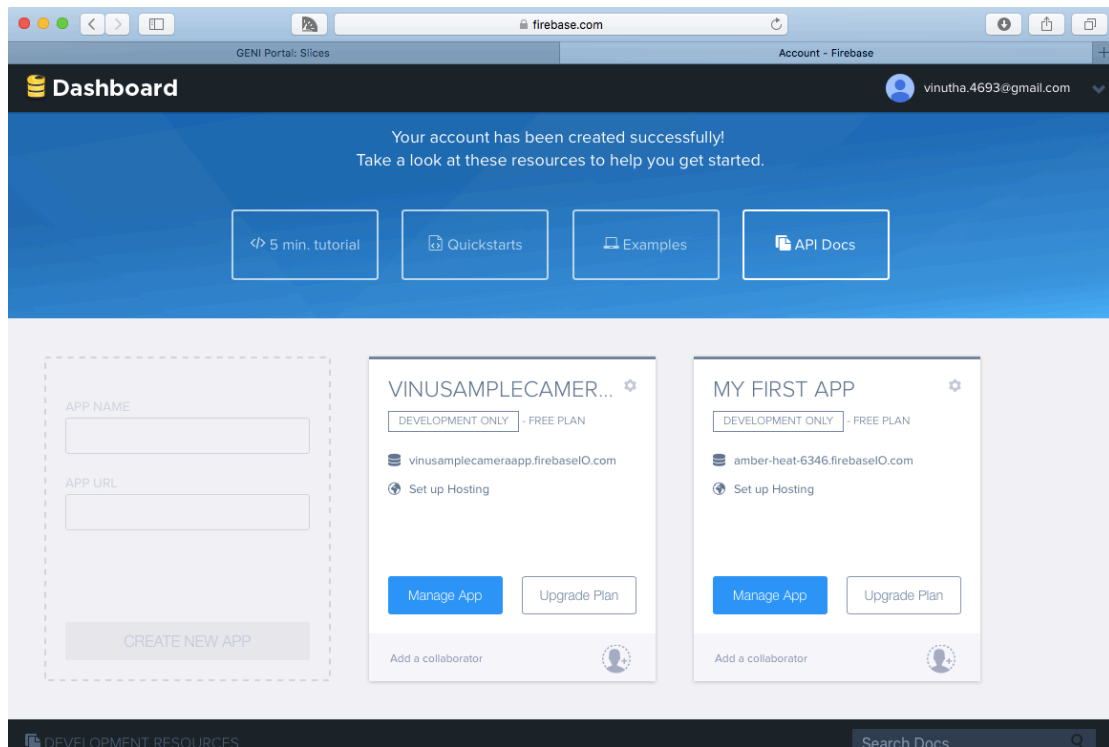 firebase.com
GENI Portal: Slices
Account - Firebase
Dashboard
vinutha.4693@gmail.com
Your account has been created successfully!
Take a look at these resources to help you get started.
</> 5 min. tutorial
Quickstarts
Examples
API Docs
APP NAME
APP URL
CREATE NEW APP
VINUSAMPLECAMER...
DEVELOPMENT ONLY - FREE PLAN
vinusamplecameraapp.firebaseIO.com
Set up Hosting
Manage App
Upgrade Plan
Add a collaborator
MY FIRST APP
DEVELOPMENT ONLY - FREE PLAN
amber-heat-6346.firebaseIO.com
Set up Hosting
Manage App
Upgrade Plan
Add a collaborator
DEVELOPMENT RESOURCES
Search Docs